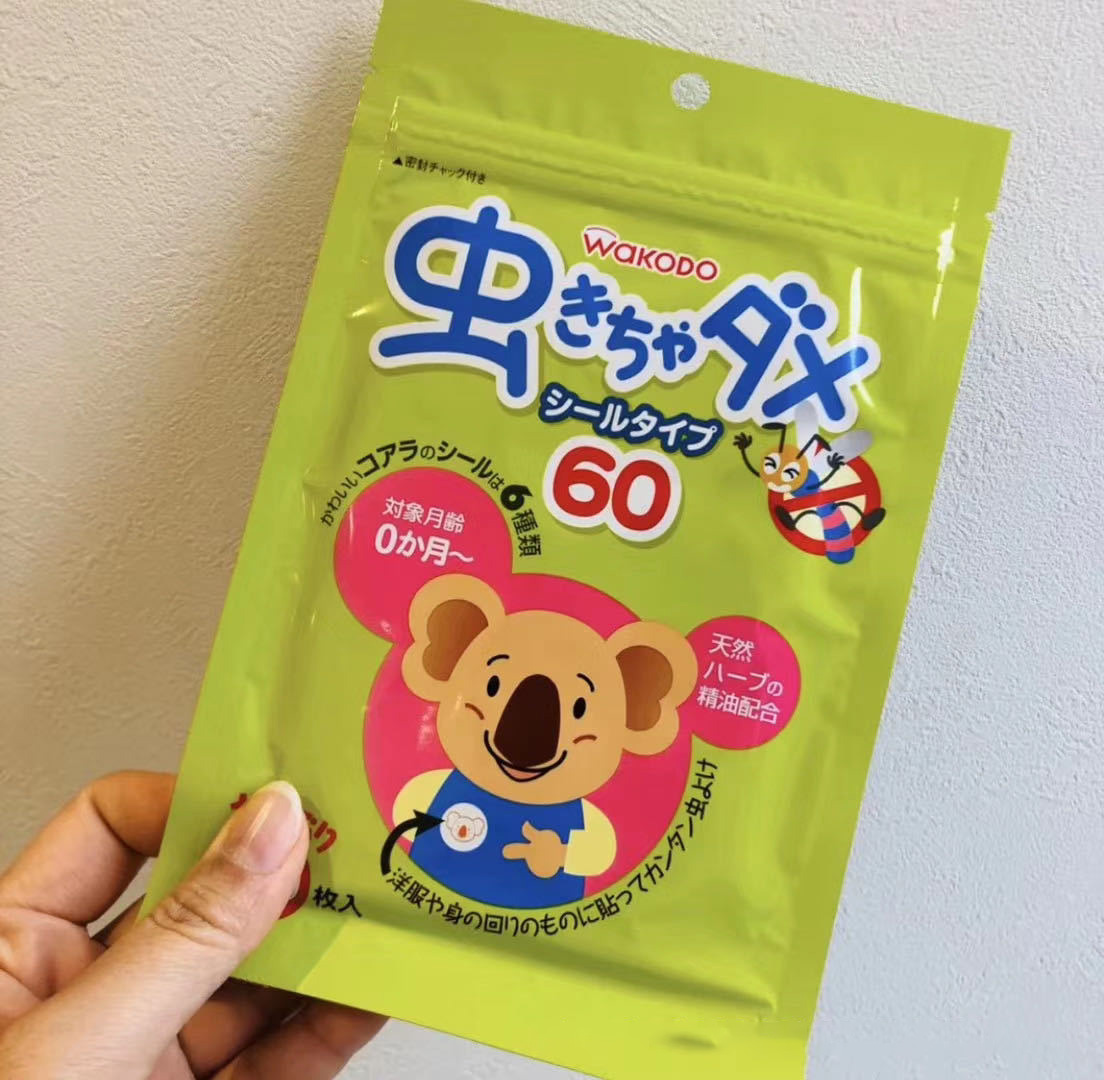 ▲密封チャック付き
WAKODO
虫きちゃダメ
シールタイプ
60
かわいいコアラのシールは6種類
対象月齢
0か月～
天然
ハーブの
精油配合
洋服や身の回りのものに貼ってカンタン虫よけ
枚入